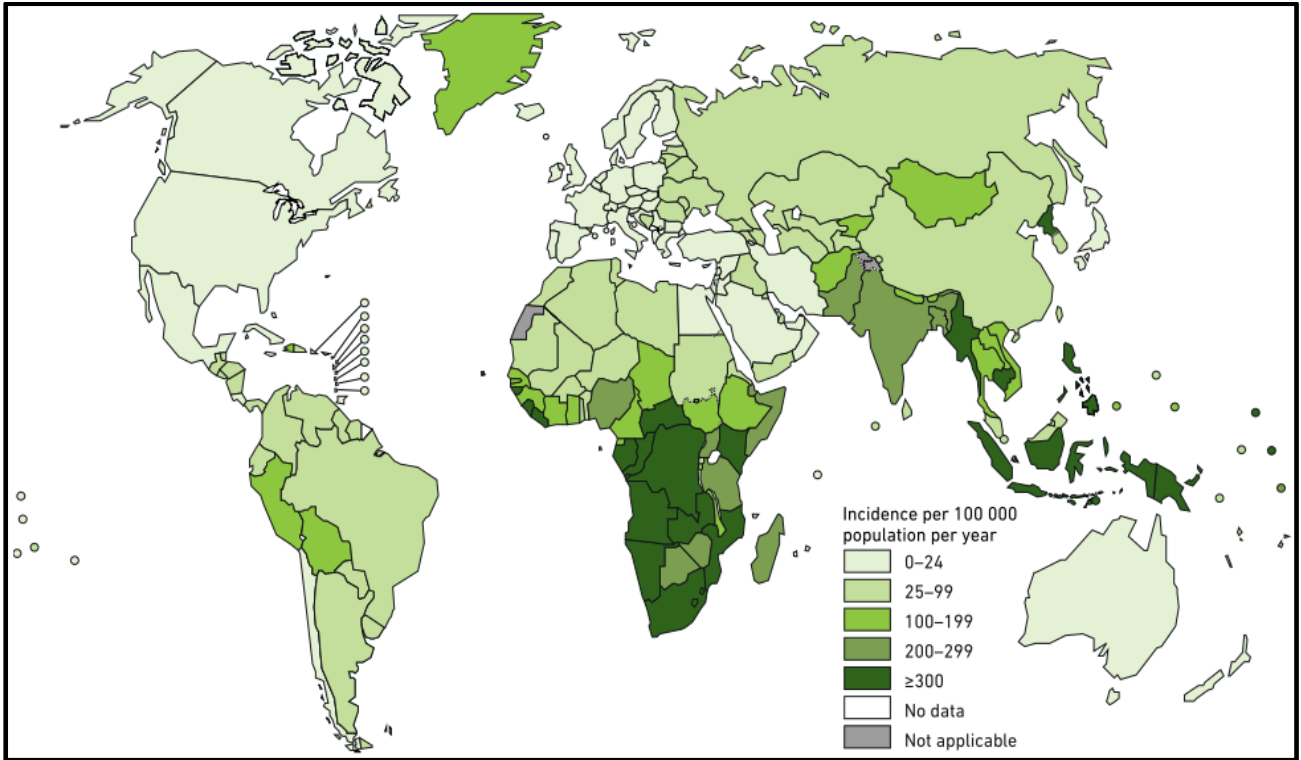 Incidence per 100 000
population per year
0–24
25–99
100–199
200–299
≥300
No data
Not applicable